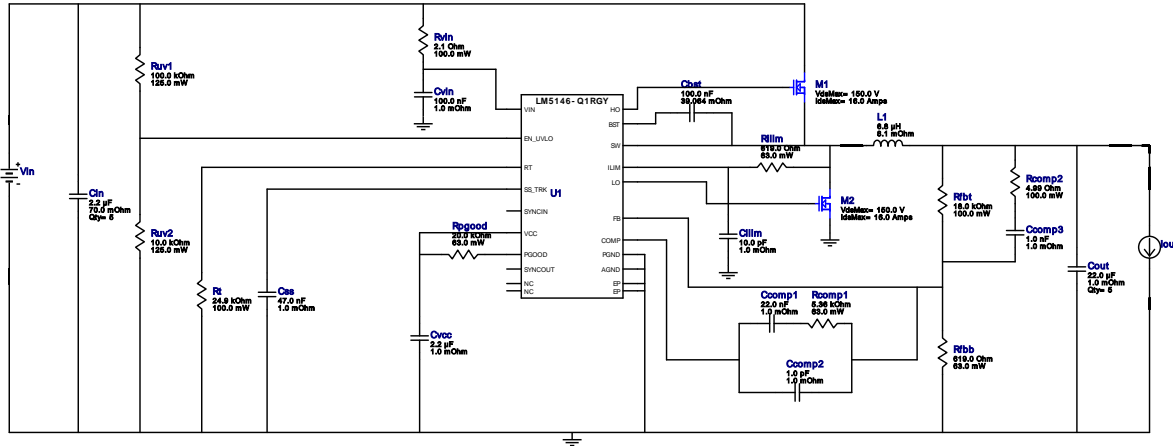 Vin
+
-
Cin
2.2 µF
70.0 mOhm
Qty= 5
Ruv1
100.0 kOhm
125.0 mW
Ruv2
10.0 kOhm
125.0 mW
Rt
24.9 kOhm
100.0 mW
Css
47.0 nF
1.0 mOhm
Rvin
2.1 Ohm
100.0 mW
Cvin
100.0 nF
1.0 mOhm
Rpgood
20.0 kOhm
63.0 mW
Cvcc
2.2 µF
1.0 mOhm
LM5146-Q1RGY
U1
VIN
EN_UVLO
RT
SS_TRK
SYNCIN
VCC
PGOOD
SYNCOUT
NC
NC
HO
BST
SW
ILIM
LO
FB
COMP
PGND
AGND
EP
EP
Cbst
100.0 nF
39.064 mOhm
M1
VdsMax= 150.0 V
IdsMax= 16.0 Amps
L1
6.8 µH
6.1 mOhm
Rilim
619.0 Ohm
63.0 mW
M2
VdsMax= 150.0 V
IdsMax= 16.0 Amps
Cilim
10.0 pF
1.0 mOhm
Ccomp1
22.0 nF
1.0 mOhm
Rcomp1
5.36 kOhm
63.0 mW
Ccomp2
1.0 pF
1.0 mOhm
Rfbt
18.0 kOhm
100.0 mW
Rcomp2
4.99 Ohm
100.0 mW
Ccomp3
1.0 nF
1.0 mOhm
Rfbb
619.0 Ohm
63.0 mW
Cout
22.0 µF
1.0 mOhm
Qty= 5